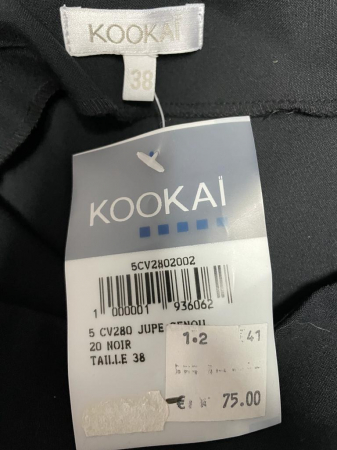 KOOKAÏ
38
KOOKAÏ
5CV2802002
1 000001 936062
5 CV280 JUPE GENOU
20 NOIR
TAILLE 38
1.2 41
€ 75.00